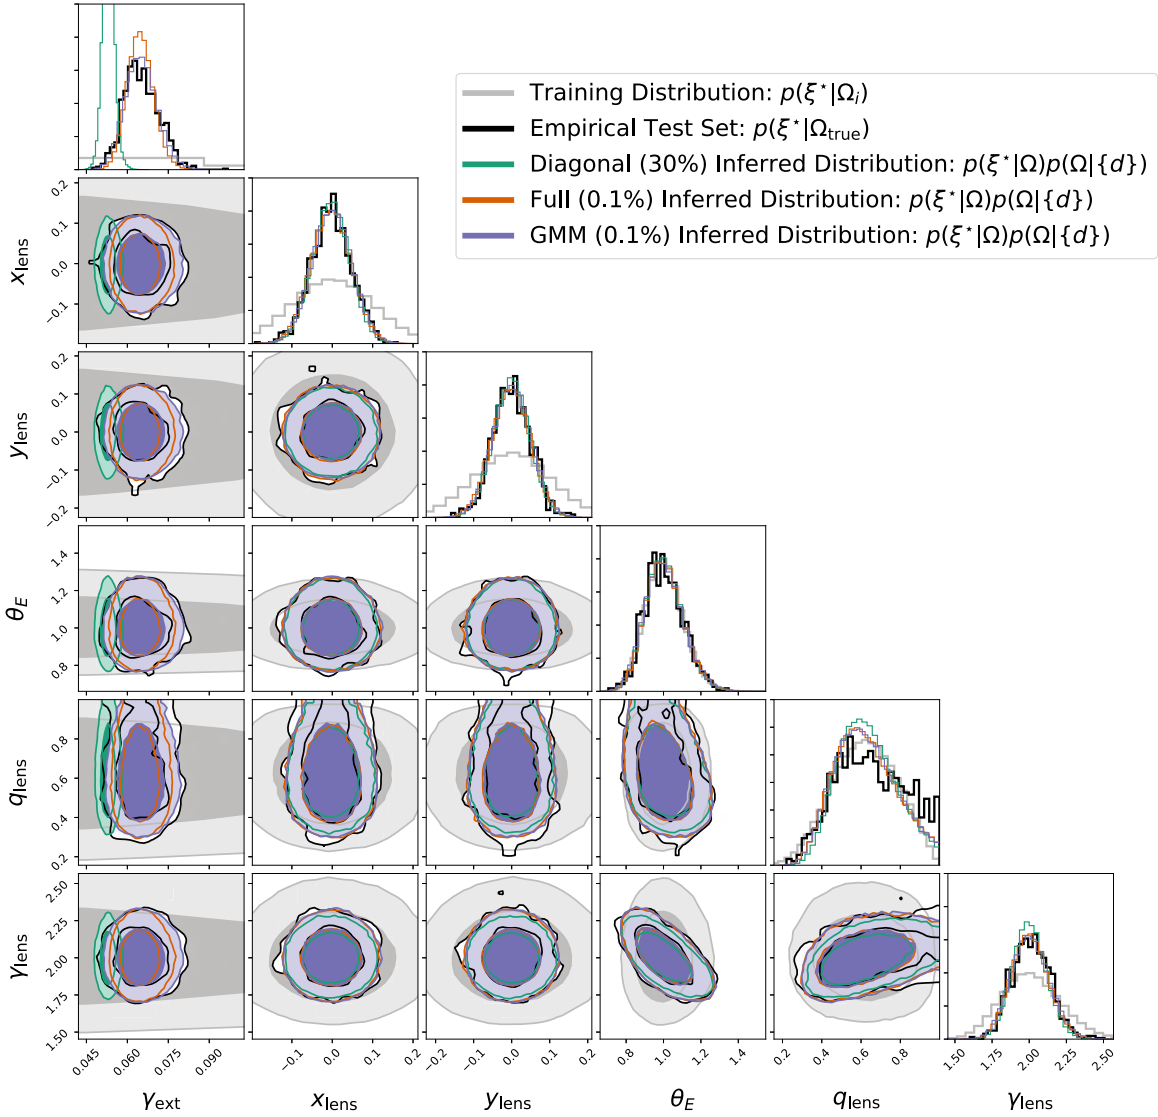 Training Distribution: p(ξ*|Ω_i)
Empirical Test Set: p(ξ*|Ω_true)
Diagonal (30%) Inferred Distribution: p(ξ*|Ω)p(Ω|{d})
Full (0.1%) Inferred Distribution: p(ξ*|Ω)p(Ω|{d})
GMM (0.1%) Inferred Distribution: p(ξ*|Ω)p(Ω|{d})
x_lens
0.2
0.1
0.0
−0.1
y_lens
0.2
0.1
0.0
−0.1
−0.2
θ_E
1.4
1.2
1.0
0.8
q_lens
0.8
0.6
0.4
0.2
γ_lens
2.50
2.25
2.00
1.75
1.50
0.045 0.060 0.075 0.090
−0.1 0.0 0.1 0.2
−0.2 −0.1 0.0 0.1 0.2
0.8 1.0 1.2 1.4
0.2 0.4 0.6 0.8
1.50 1.75 2.00 2.25 2.50
γ_ext x_lens y_lens θ_E q_lens γ_lens